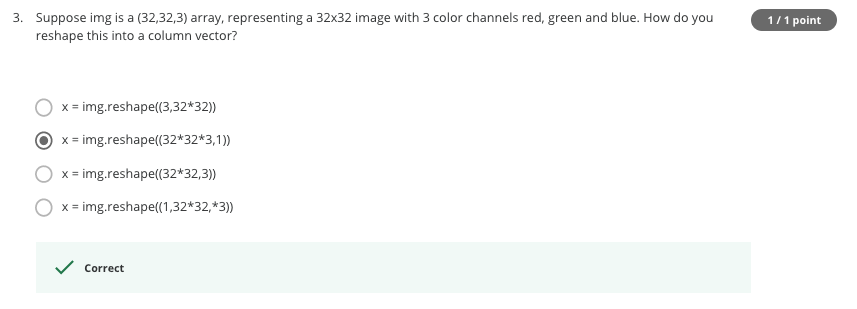 3. Suppose img is a (32,32,3) array, representing a 32x32 image with 3 color channels red, green and blue. How do you
reshape this into a column vector?
1 / 1 point
x = img.reshape((3,32*32))
x = img.reshape((32*32*3,1))
x = img.reshape((32*32,3))
x = img.reshape((1,32*32,*3))
Correct